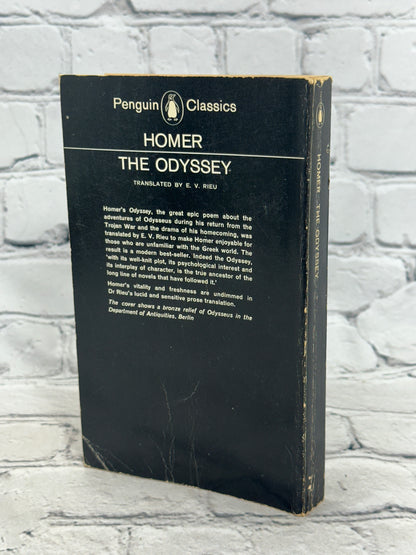 Penguin Classics
HOMER
THE ODYSSEY
TRANSLATED BY E. V. RIEU
Homer's Odyssey, the great epic poem about the
adventures of Odysseus during his return from the
Trojan War and the drama of his homecoming, was
translated by E. V. Rieu to make Homer enjoyable for
those who are unfamiliar with the Greek world. The
result is a modern best-seller. Indeed the Odyssey,
'with its well-knit plot, its psychological interest and
its interplay of character, is the true ancestor of the
long line of novels that have followed it.'
Homer's vitality and freshness are undimmed in
Dr Rieu's lucid and sensitive prose translation.
The cover shows a bronze relief of Odysseus in the
Department of Antiquities, Berlin
HOMER THE ODYSSEY